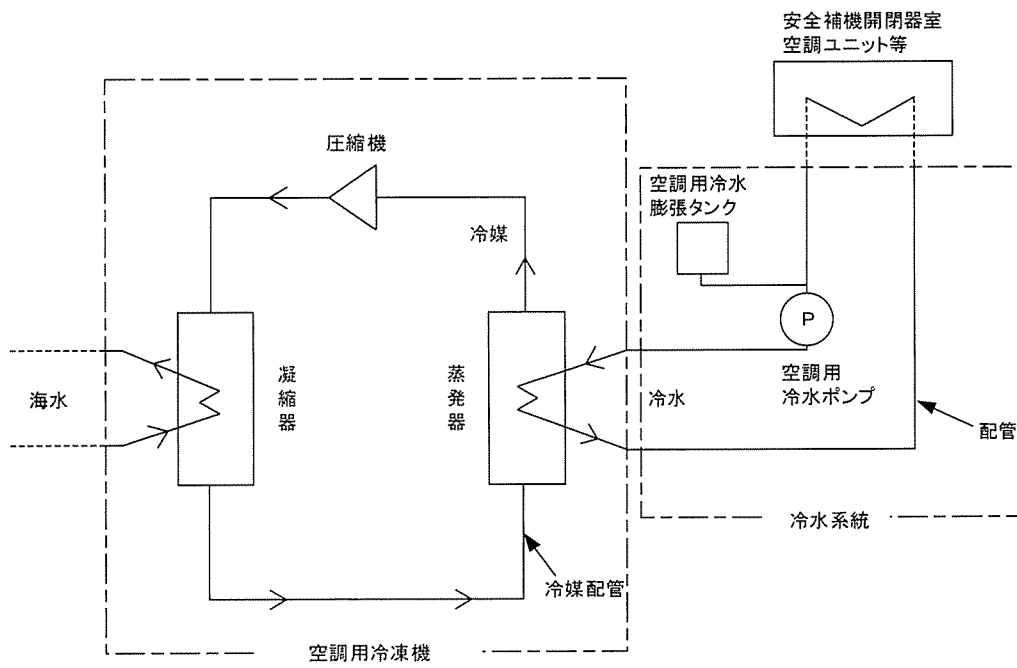 安全補機開閉器室
空調ユニット等
圧縮機
空調用冷水
膨張タンク
冷媒
P
海水
凝縮器
蒸発器
冷水
空調用
冷水ポンプ
配管
冷水系統
冷媒配管
空調用冷凍機